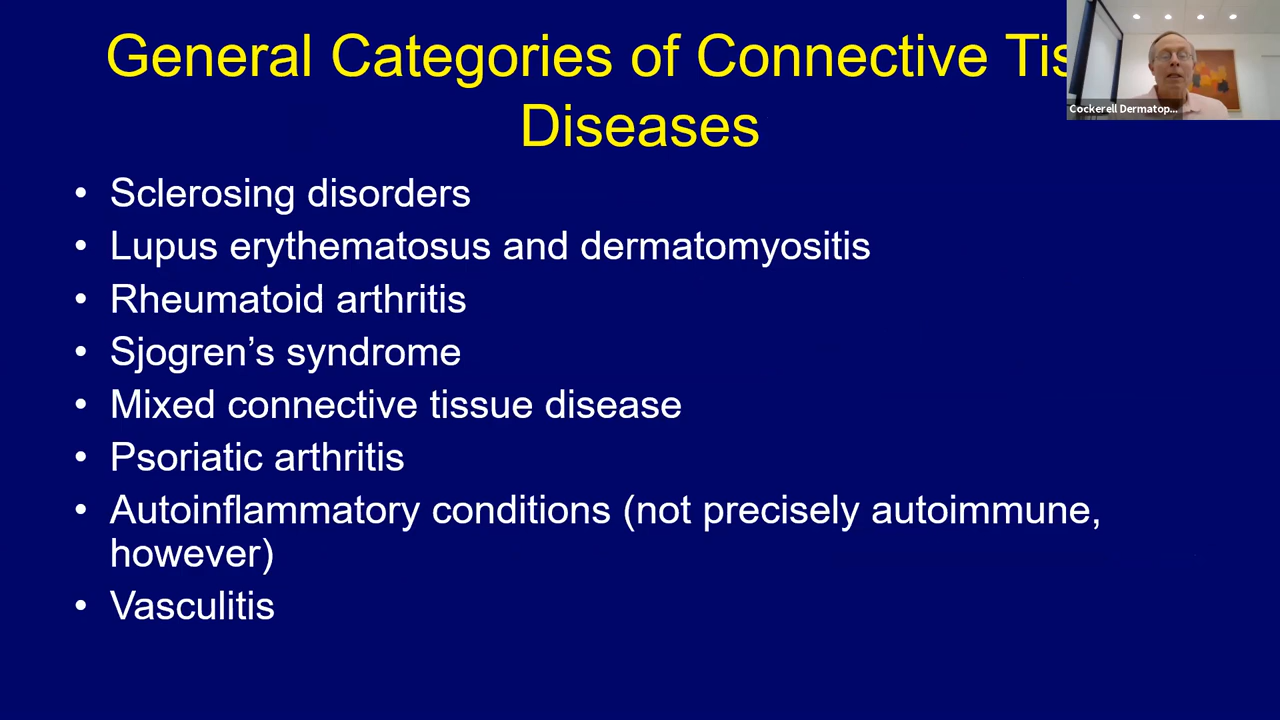 General Categories of Connective Tis
Diseases
• Sclerosing disorders
• Lupus erythematosus and dermatomyositis
• Rheumatoid arthritis
• Sjogren’s syndrome
• Mixed connective tissue disease
• Psoriatic arthritis
• Autoinflammatory conditions (not precisely autoimmune,
however)
• Vasculitis
Cockerell Dermatop...